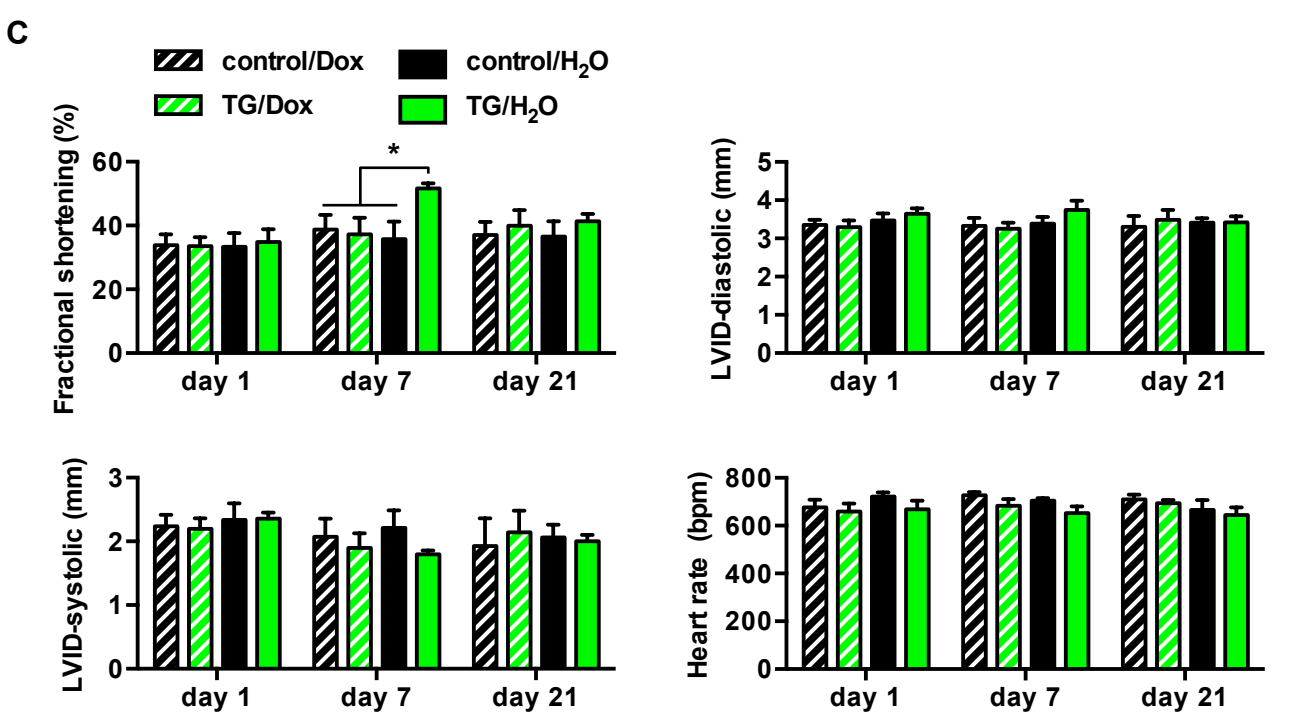 C
control/Dox
control/H₂O
TG/Dox
TG/H₂O
Fractional shortening (%)
60
40
20
0
*
day 1
day 7
day 21
LVID-diastolic (mm)
5
4
3
2
1
0
day 1
day 7
day 21
LVID-systolic (mm)
3
2
1
0
day 1
day 7
day 21
Heart rate (bpm)
800
600
400
200
0
day 1
day 7
day 21